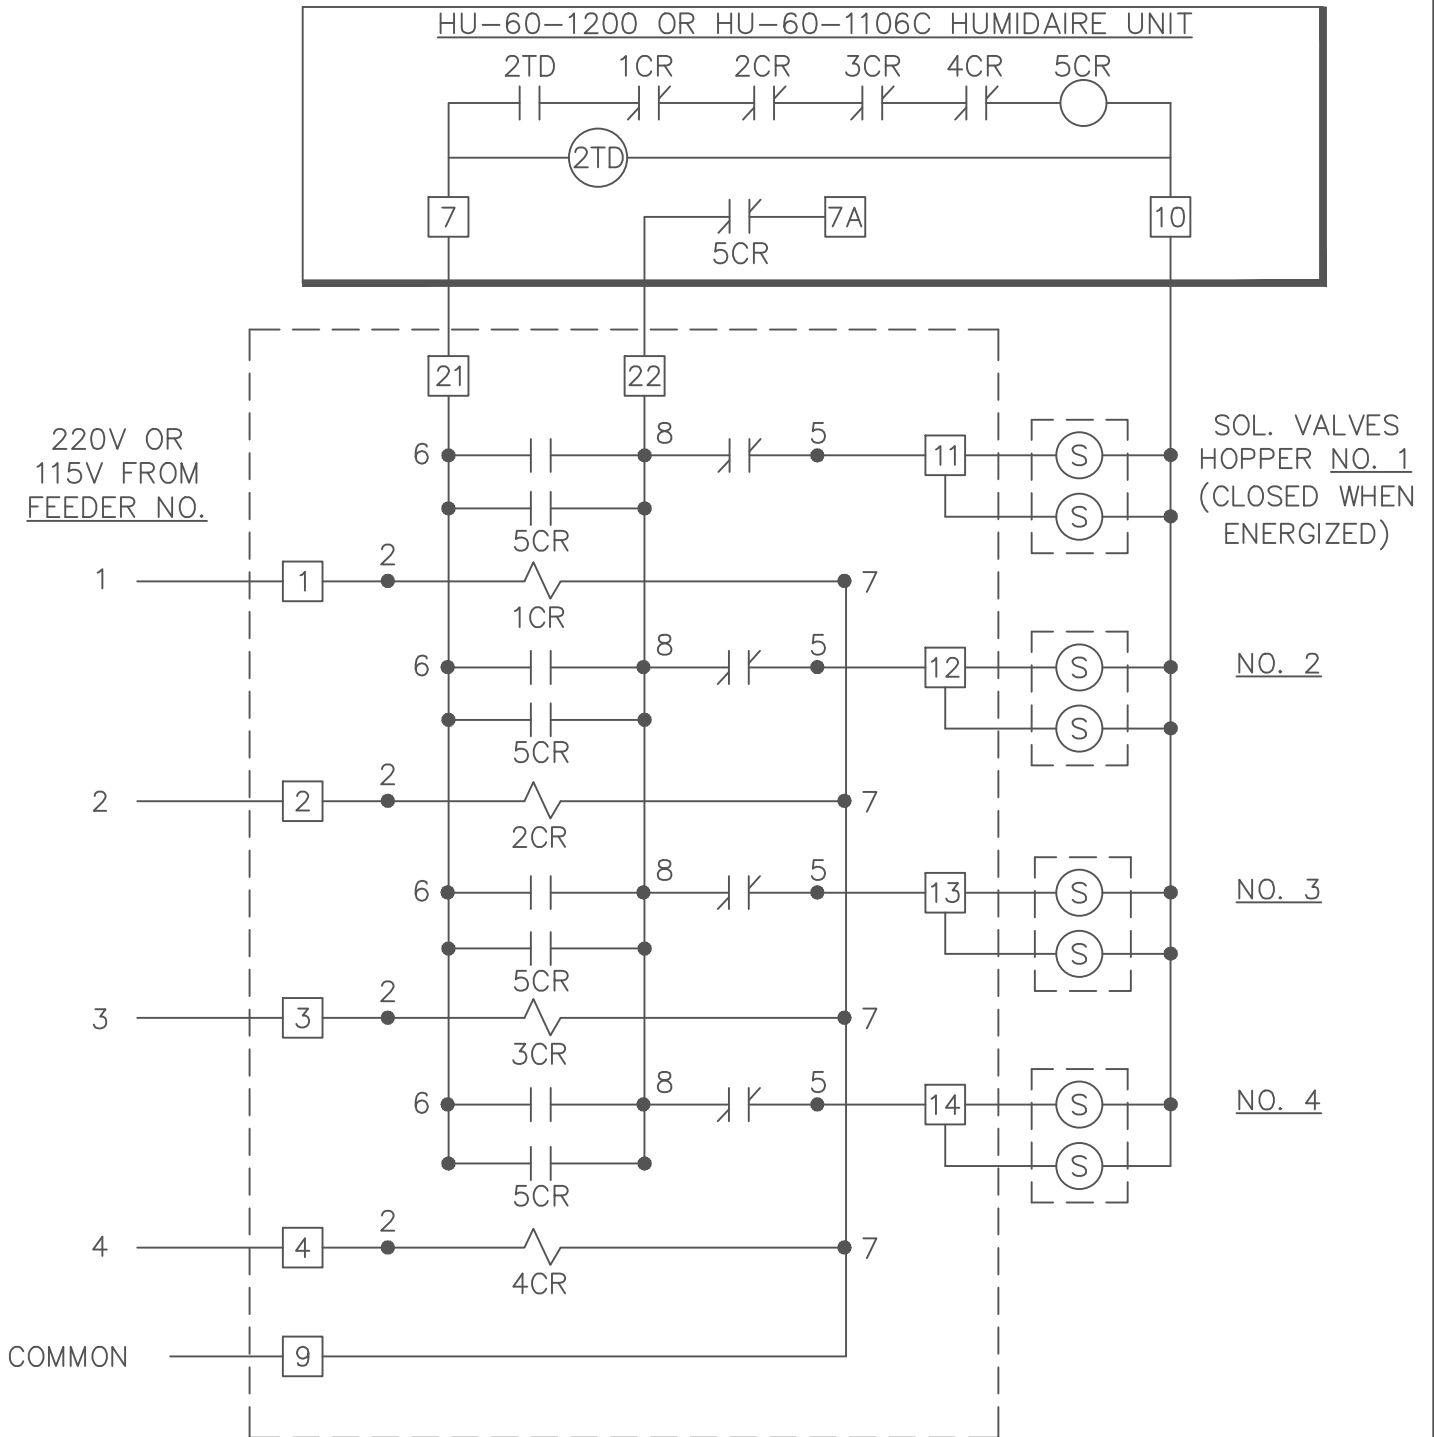 HU-60-1200 OR HU-60-1106C HUMIDAIRE UNIT
2TD 1CR 2CR 3CR 4CR 5CR
2TD
7 7A 10
5CR
21 22
220V OR
115V FROM
FEEDER NO.
SOL. VALVES
HOPPER NO. 1
(CLOSED WHEN
ENERGIZED)
6 8 5 11 S
S
5CR
1 1 2 7
1CR
6 8 5 12 S NO. 2
S
5CR
2 2 2 7
2CR
6 8 5 13 S NO. 3
S
5CR
3 3 2 7
3CR
6 8 5 14 S NO. 4
S
5CR
4 4 2 7
4CR
COMMON 9